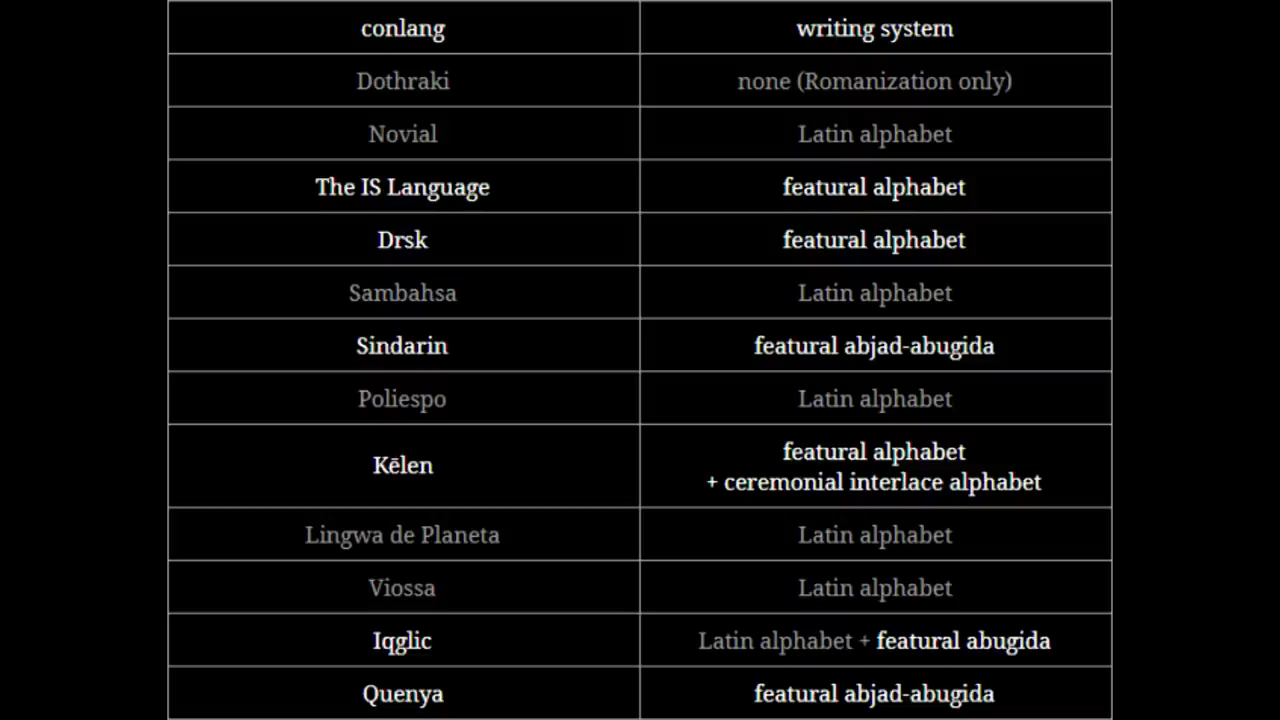 conlang writing system
Dothraki none (Romanization only)
Novial Latin alphabet
The IS Language featural alphabet
Drsk featural alphabet
Sambahsa Latin alphabet
Sindarin featural abjad-abugida
Poliespo Latin alphabet
Kēlen featural alphabet
+ ceremonial interlace alphabet
Lingwa de Planeta Latin alphabet
Viossa Latin alphabet
Iqglic Latin alphabet + featural abugida
Quenya featural abjad-abugida